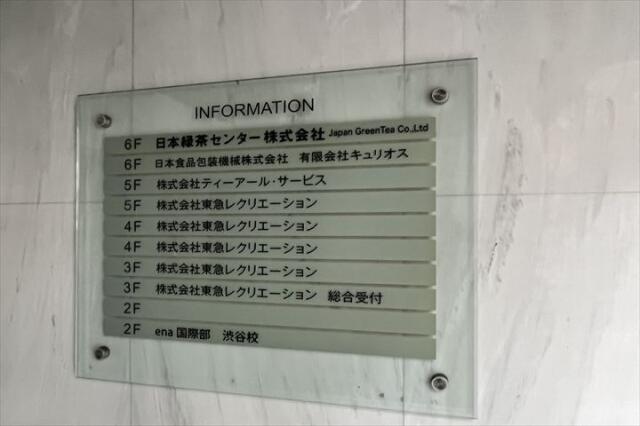 INFORMATION
6F 日本緑茶センター株式会社 Japan GreenTea Co.,Ltd
6F 日本食品包装機械株式会社 有限会社キュリオス
5F 株式会社ティーアール・サービス
5F 株式会社東急レクリエーション
4F 株式会社東急レクリエーション
4F 株式会社東急レクリエーション
3F 株式会社東急レクリエーション
3F 株式会社東急レクリエーション 総合受付
2F
2F ena国際部 渋谷校